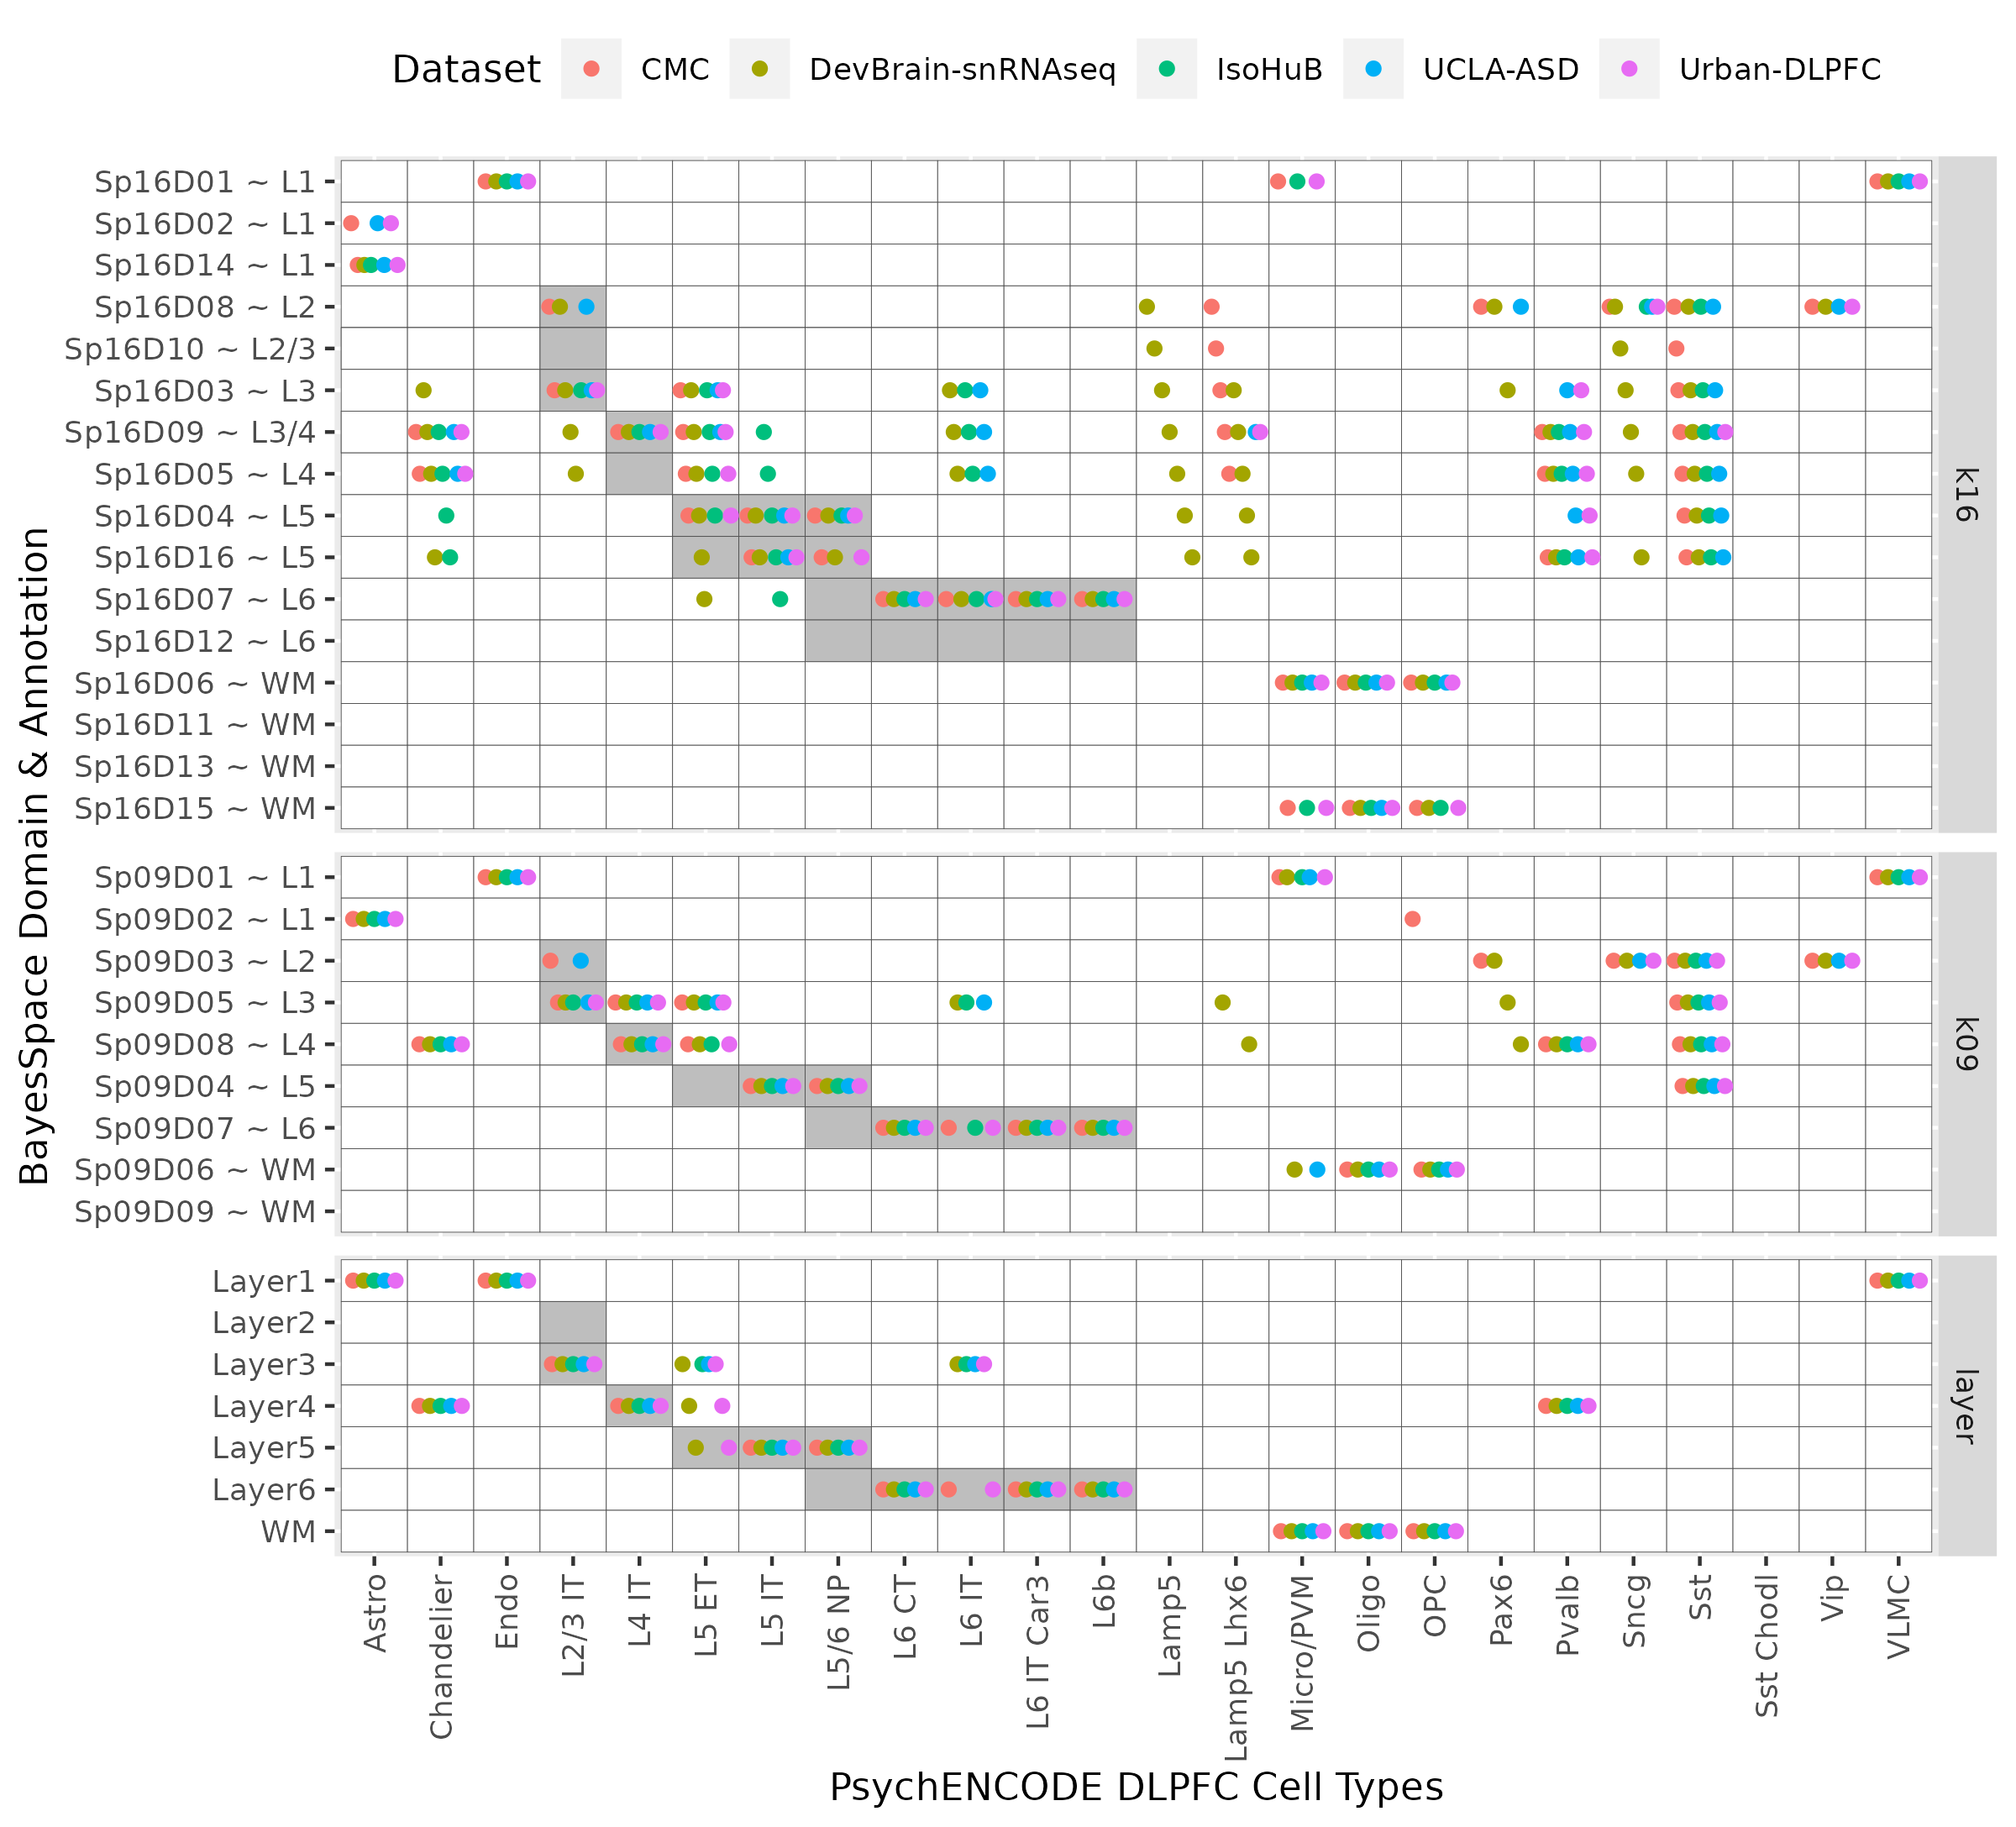 Dataset CMC DevBrain-snRNAseq IsoHuB UCLA-ASD Urban-DLPFC
BayesSpace Domain & Annotation
Sp16D01 ~ L1
Sp16D02 ~ L1
Sp16D14 ~ L1
Sp16D08 ~ L2
Sp16D10 ~ L2/3
Sp16D03 ~ L3
Sp16D09 ~ L3/4
Sp16D05 ~ L4
Sp16D04 ~ L5
Sp16D16 ~ L5
Sp16D07 ~ L6
Sp16D12 ~ L6
Sp16D06 ~ WM
Sp16D11 ~ WM
Sp16D13 ~ WM
Sp16D15 ~ WM
k16
Sp09D01 ~ L1
Sp09D02 ~ L1
Sp09D03 ~ L2
Sp09D05 ~ L3
Sp09D08 ~ L4
Sp09D04 ~ L5
Sp09D07 ~ L6
Sp09D06 ~ WM
Sp09D09 ~ WM
k09
Layer1
Layer2
Layer3
Layer4
Layer5
Layer6
WM
layer
Astro
Chandelier
Endo
L2/3 IT
L4 IT
L5 ET
L5 IT
L5/6 NP
L6 CT
L6 IT
L6 IT Car3
L6b
Lamp5
Lamp5 Lhx6
Micro/PVM
Oligo
OPC
Pax6
Pvalb
Sncg
Sst
Sst Chodl
Vip
VLMC
PsychENCODE DLPFC Cell Types